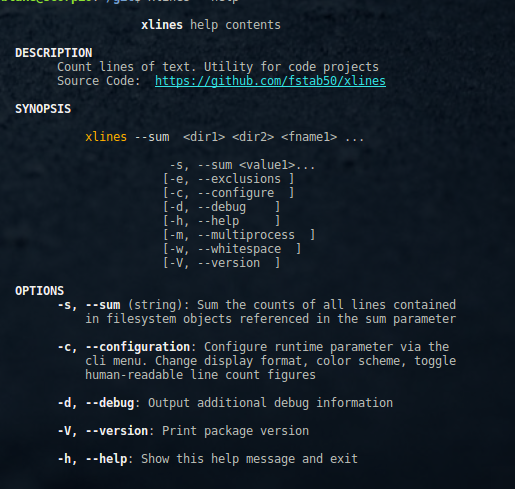 xlines help contents
DESCRIPTION
Count lines of text. Utility for code projects
Source Code: https://github.com/fstab50/xlines
SYNOPSIS
xlines --sum <dir1> <dir2> <fname1> ...
-s, --sum <value1>...
[-e, --exclusions ]
[-c, --configure ]
[-d, --debug ]
[-h, --help ]
[-m, --multiprocess ]
[-w, --whitespace ]
[-V, --version ]
OPTIONS
-s, --sum (string): Sum the counts of all lines contained
in filesystem objects referenced in the sum parameter
-c, --configuration: Configure runtime parameter via the
cli menu. Change display format, color scheme, toggle
human-readable line count figures
-d, --debug: Output additional debug information
-V, --version: Print package version
-h, --help: Show this help message and exit